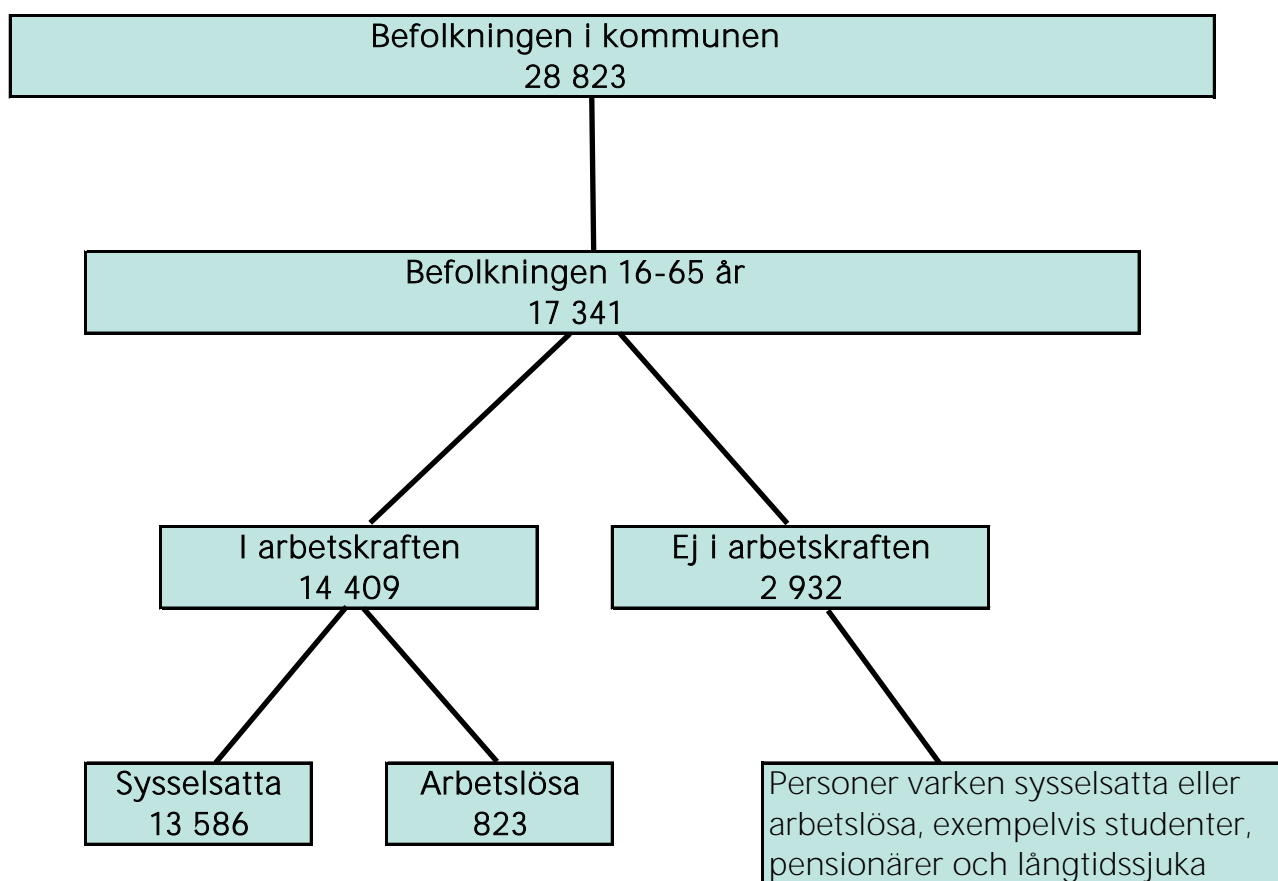 Befolkningen i kommunen
28 823
Befolkningen 16-65 år
17 341
I arbetskraften
14 409
Ej i arbetskraften
2 932
Sysselsatta
13 586
Arbetslösa
823
Personer varken sysselsatta eller
arbetslösa, exempelvis studenter,
pensionärer och långtidssjuka